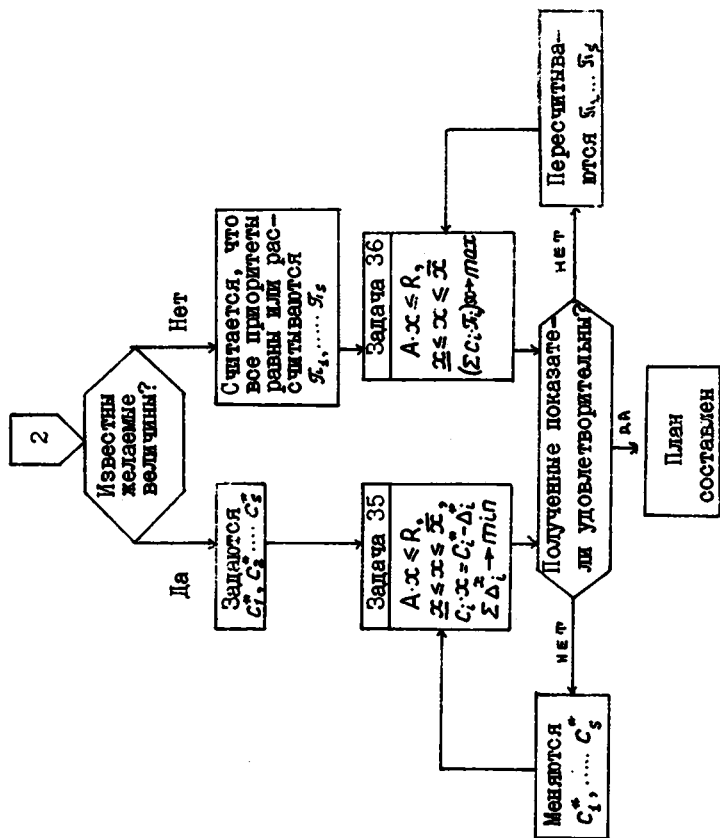 2
Известны
желаемые
величины?
Да
Нет
Задаются
C₁*, C₂* .... Cₛ*
Считается, что
все приоритеты
равны или рас-
считываются
π₁, ..... πₛ
Задача 35
A·x ≤ R,
x̲ ≤ x ≤ x̅,
Cᵢ·x = Cᵢ* - Δᵢ
Σ Δᵢ² → min
Задача 36
A·x ≤ R,
x̲ ≤ x ≤ x̅
(Σ Cᵢ·πᵢ)x→max
Полученные показате-
ли удовлетворительны?
нет
да
нет
Меняются
C₁*, ..... Cₛ*
План
составлен
Пересчитыва-
ются π₁, ... πₛ